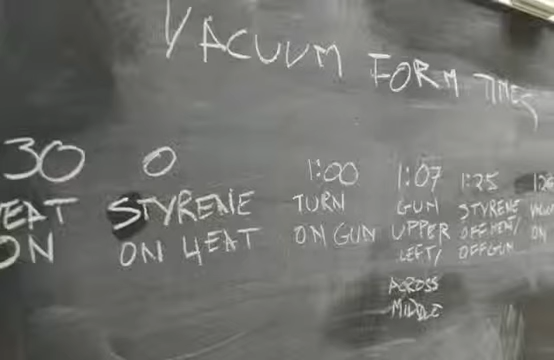 VACUUM FORM TIMES
30 0 1:00 1:07 1:25
STYRENE TURN GUN STYRENE
ON ON HEAT ON GUN UPPER OFF HEAT/ ON
LEFT/ OFF GUN
ACROSS
MIDDLE